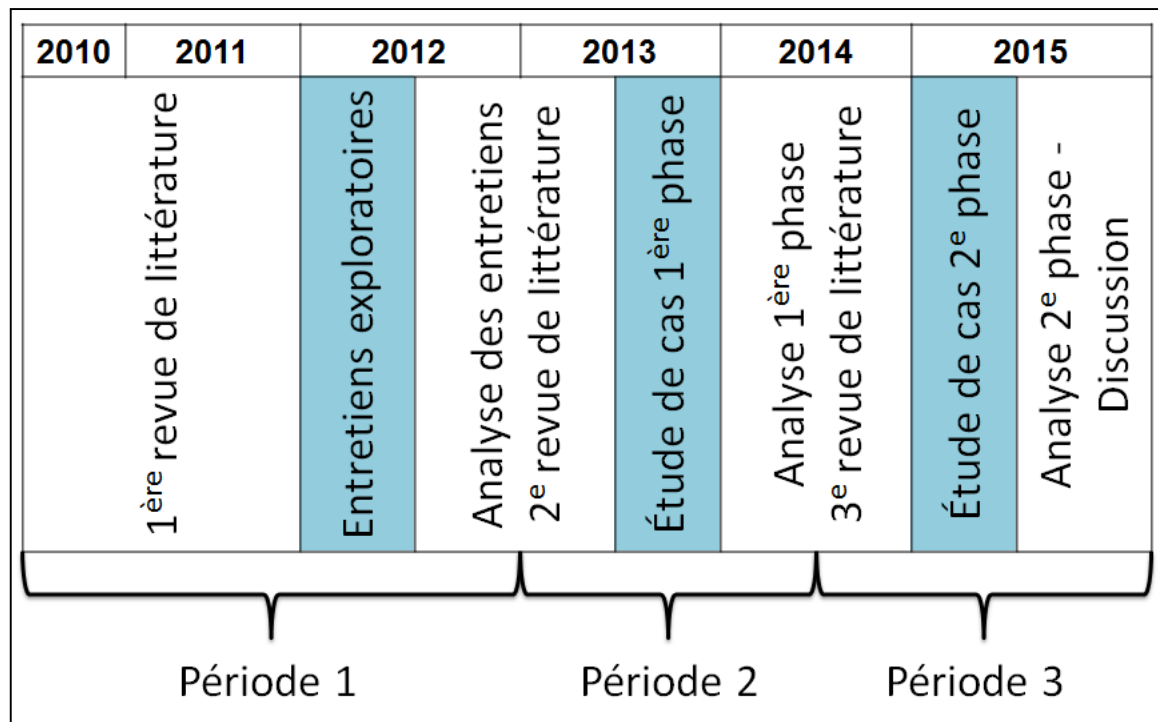 2010 2011 2012 2013 2014 2015
1ère revue de littérature
Entretiens exploratoires
Analyse des entretiens
2e revue de littérature
Étude de cas 1ère phase
Analyse 1ère phase
3e revue de littérature
Étude de cas 2e phase
Analyse 2e phase -
Discussion
Période 1 Période 2 Période 3